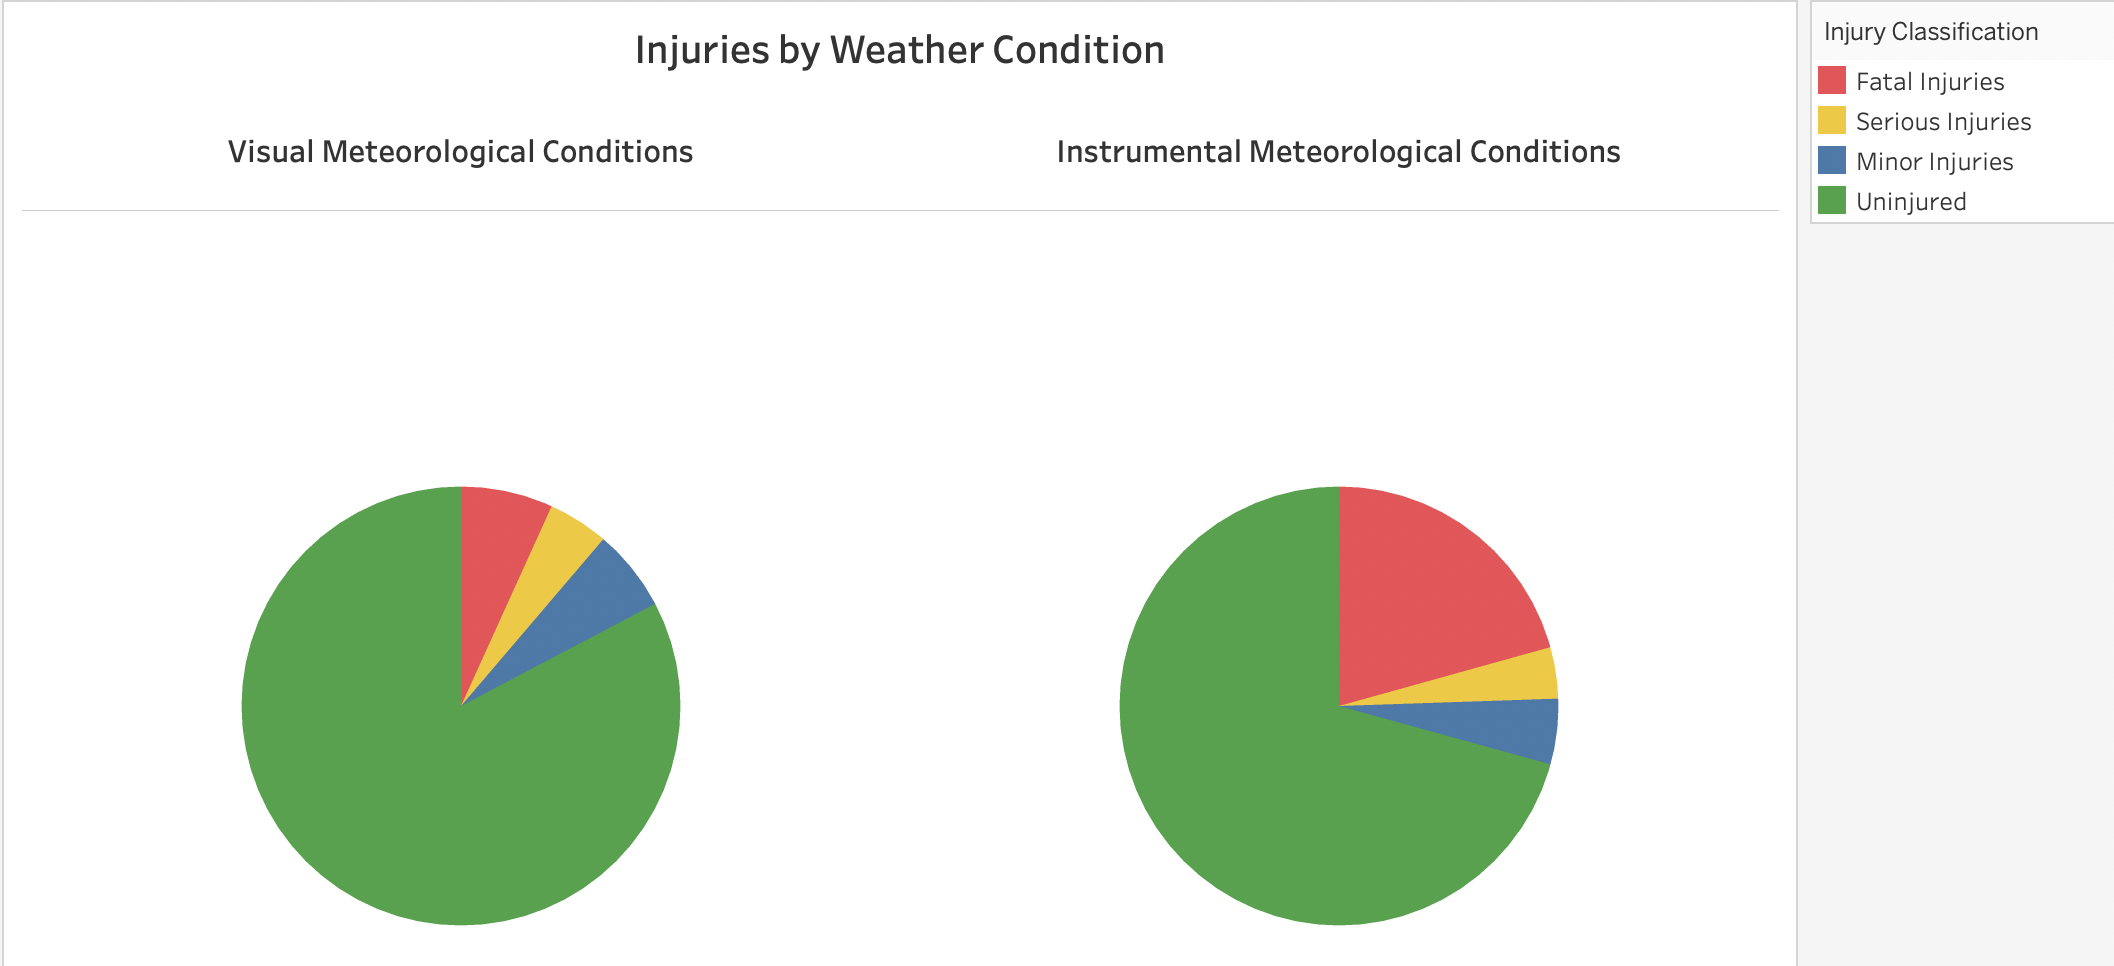 Injuries by Weather Condition
Visual Meteorological Conditions
Instrumental Meteorological Conditions
Injury Classification
Fatal Injuries
Serious Injuries
Minor Injuries
Uninjured